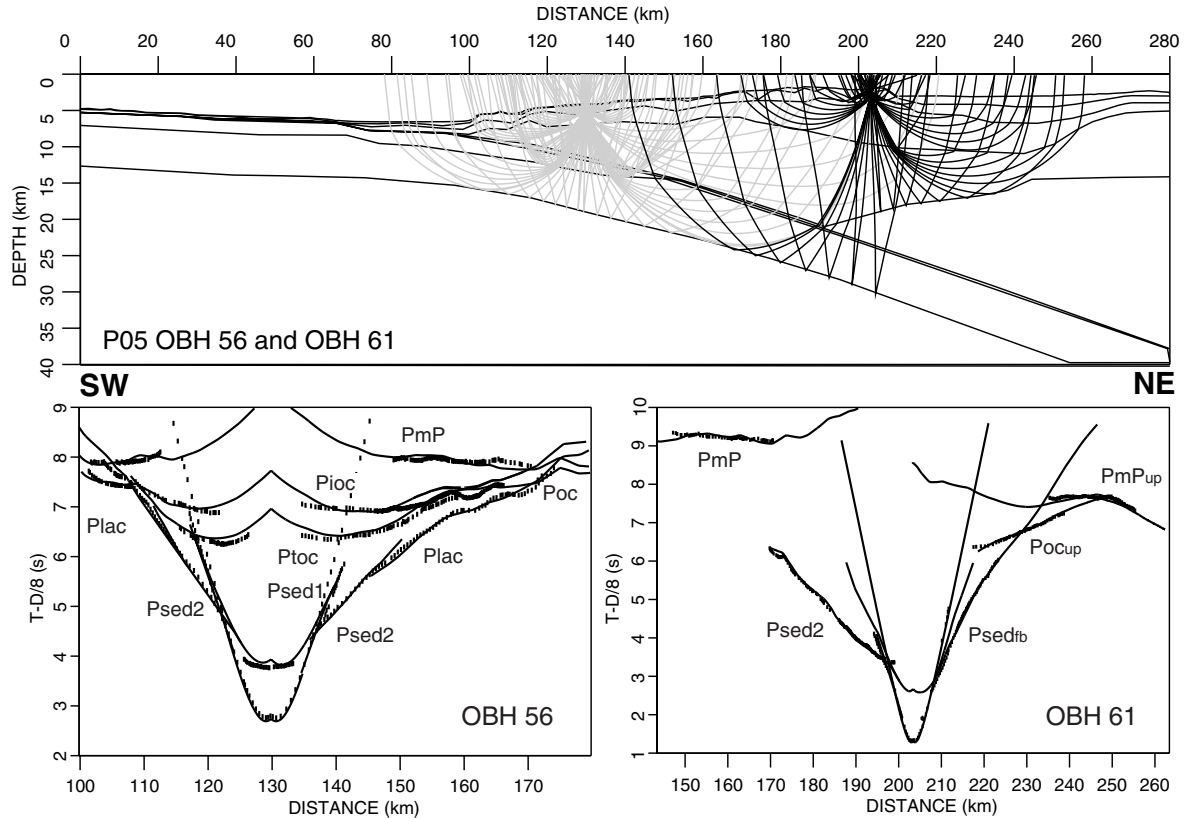 DISTANCE (km)
0 20 40 60 80 100 120 140 160 180 200 220 240 260 280
DEPTH (km)
0
5
10
15
20
25
30
35
40
P05 OBH 56 and OBH 61
SW
NE
T-D/8 (s)
9
8
7
6
5
4
3
2
PmP
Pioc
Poc
Plac
Ptoc
Plac
Psed1
Psed2
Psed2
OBH 56
100 110 120 130 140 150 160 170
DISTANCE (km)
T-D/8 (s)
10
9
8
7
6
5
4
3
2
1
PmP
PmPup
Pocup
Psed2
Psedfb
OBH 61
150 160 170 180 190 200 210 220 230 240 250 260
DISTANCE (km)